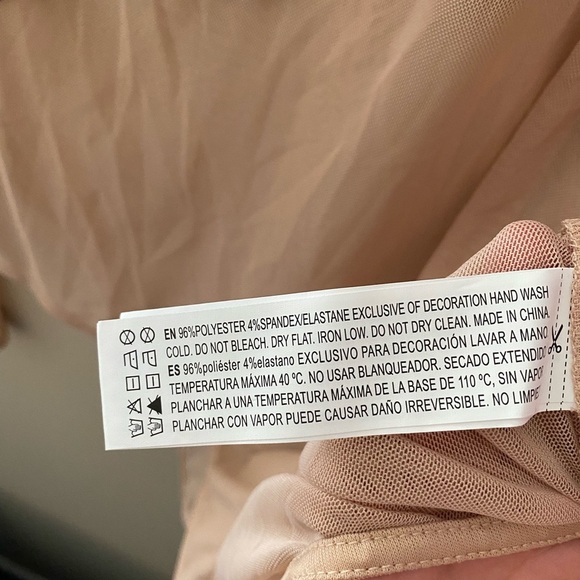 EN 96%POLYESTER 4%SPANDEX/ELASTANE EXCLUSIVE OF DECORATION HAND WASH
COLD. DO NOT BLEACH. DRY FLAT. IRON LOW. DO NOT DRY CLEAN. MADE IN CHINA.
ES 96%poliéster 4%elastano EXCLUSIVO PARA DECORACIÓN LAVAR A MANO
TEMPERATURA MÁXIMA 40 ºC. NO USAR BLANQUEADOR. SECADO EXTENDIDO
PLANCHAR A UNA TEMPERATURA MÁXIMA DE LA BASE DE 110 ºC, SIN VAPOR
PLANCHAR CON VAPOR PUEDE CAUSAR DAÑO IRREVERSIBLE. NO LIMPIE